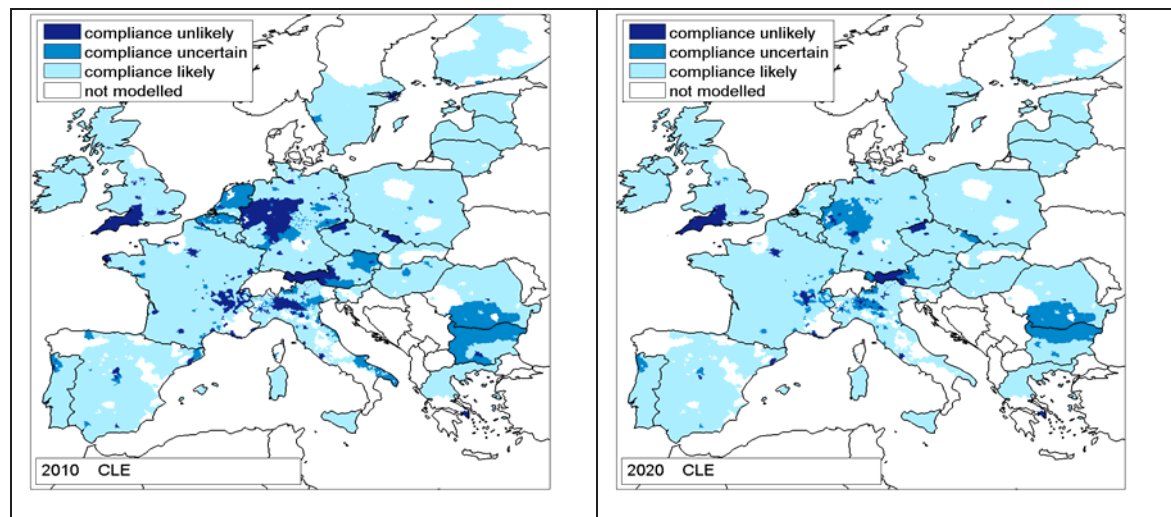 compliance unlikely
compliance uncertain
compliance likely
not modelled
2010 CLE
compliance unlikely
compliance uncertain
compliance likely
not modelled
2020 CLE